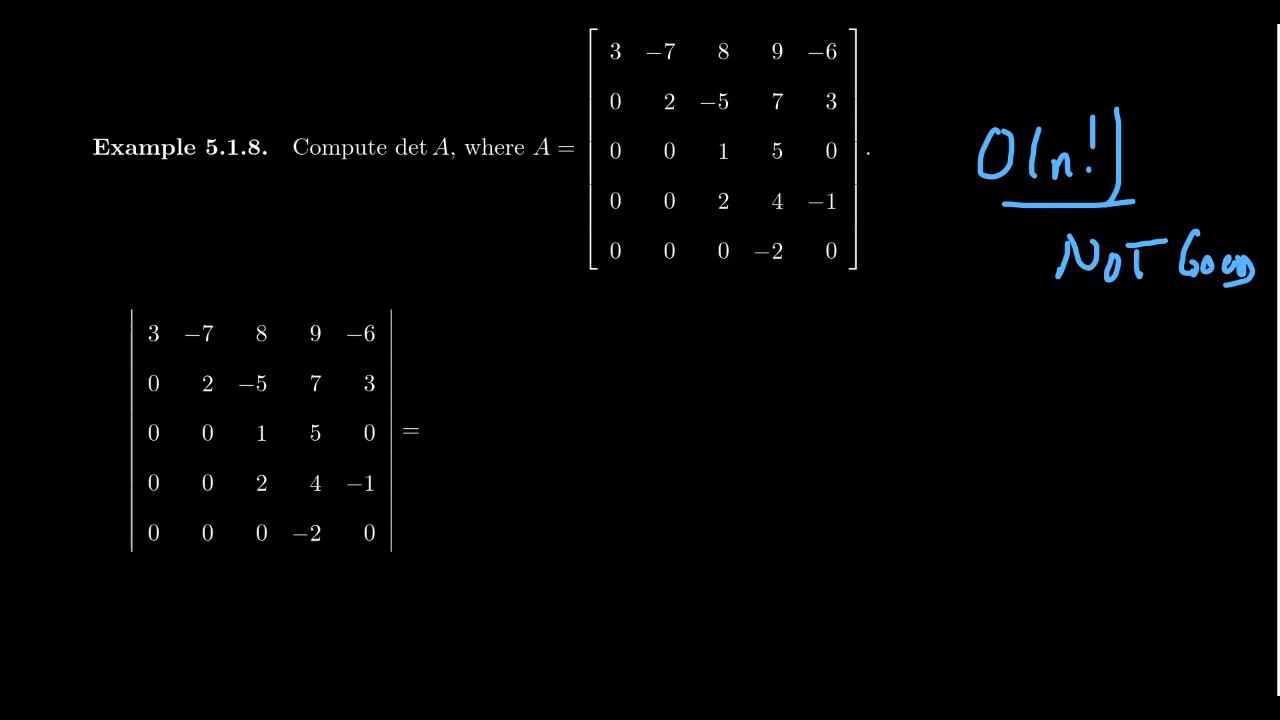 Example 5.1.8. Compute det A, where A = [ 3 −7 8 9 −6
0 2 −5 7 3
0 0 1 5 0
0 0 2 4 −1
0 0 0 −2 0 ].
O(n!)
NOT GOOD
| 3 −7 8 9 −6
0 2 −5 7 3
0 0 1 5 0
0 0 2 4 −1
0 0 0 −2 0 | =